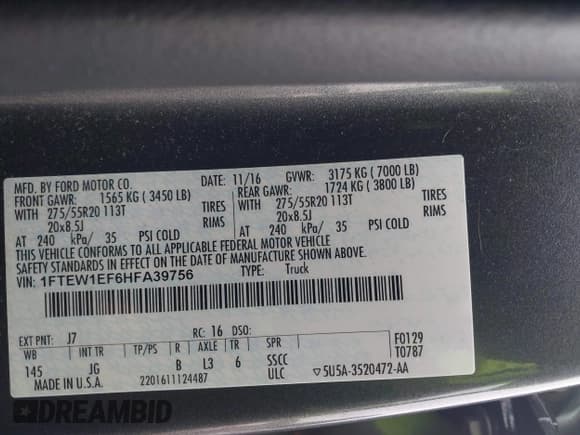 MFD. BY FORD MOTOR CO. DATE: 11/16 GVWR: 3175 KG ( 7000 LB)
FRONT GAWR: 1565 KG ( 3450 LB) REAR GAWR: 1724 KG ( 3800 LB)
WITH 275/55R20 113T TIRES WITH 275/55R20 113T TIRES
20x8.5J RIMS 20x8.5J RIMS
AT 240 kPa/ 35 PSI COLD AT 240 kPa/ 35 PSI COLD
THIS VEHICLE CONFORMS TO ALL APPLICABLE FEDERAL MOTOR VEHICLE
SAFETY STANDARDS IN EFFECT ON THE DATE OF MANUFACTURE SHOWN ABOVE.
VIN: 1FTEW1EF6HFA39756 TYPE: Truck
EXT PNT: J7 RC: 16 DSO: F0129
WB INT TR TP/PS R AXLE TR SPR T0787
145 JG B L3 6 SSCC
MADE IN U.S.A. 2201611124487 ULC ▽5U5A-3520472-AA
DREAMBID